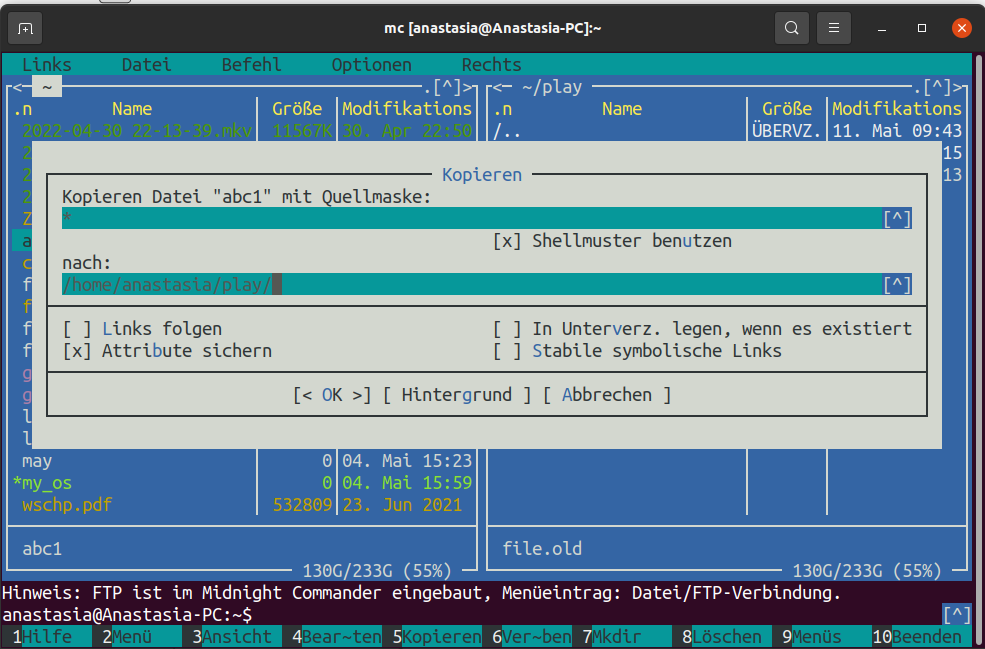 mc [anastasia@Anastasia-PC]:~
Links Datei Befehl Optionen Rechts
<─ ~ .[^]> <─ ~/play .[^]>
.n Name Größe Modifikations .n Name Größe Modifikations
2022-04-30 22-13-39.mkv 11567K 30. Apr 22:50 /.. ÜBERVZ. 11. Mai 09:43
2 15
2 13
Kopieren
2 Kopieren Datei "abc1" mit Quellmaske:
Z * [^]
a [x] Shellmuster benutzen
c nach:
f /home/anastasia/play/ [^]
f
f [ ] Links folgen [ ] In Unterverz. legen, wenn es existiert
f [x] Attribute sichern [ ] Stabile symbolische Links
g
g [< OK >] [ Hintergrund ] [ Abbrechen ]
l
l
may 0 04. Mai 15:23
*my_os 0 04. Mai 15:59
wschp.pdf 532809 23. Jun 2021
abc1 file.old
130G/233G (55%) 130G/233G (55%)
Hinweis: FTP ist im Midnight Commander eingebaut, Menüeintrag: Datei/FTP-Verbindung.
anastasia@Anastasia-PC:~$ [^]
1Hilfe 2Menü 3Ansicht 4Bear~ten 5Kopieren 6Ver~ben 7Mkdir 8Löschen 9Menüs 10Beenden